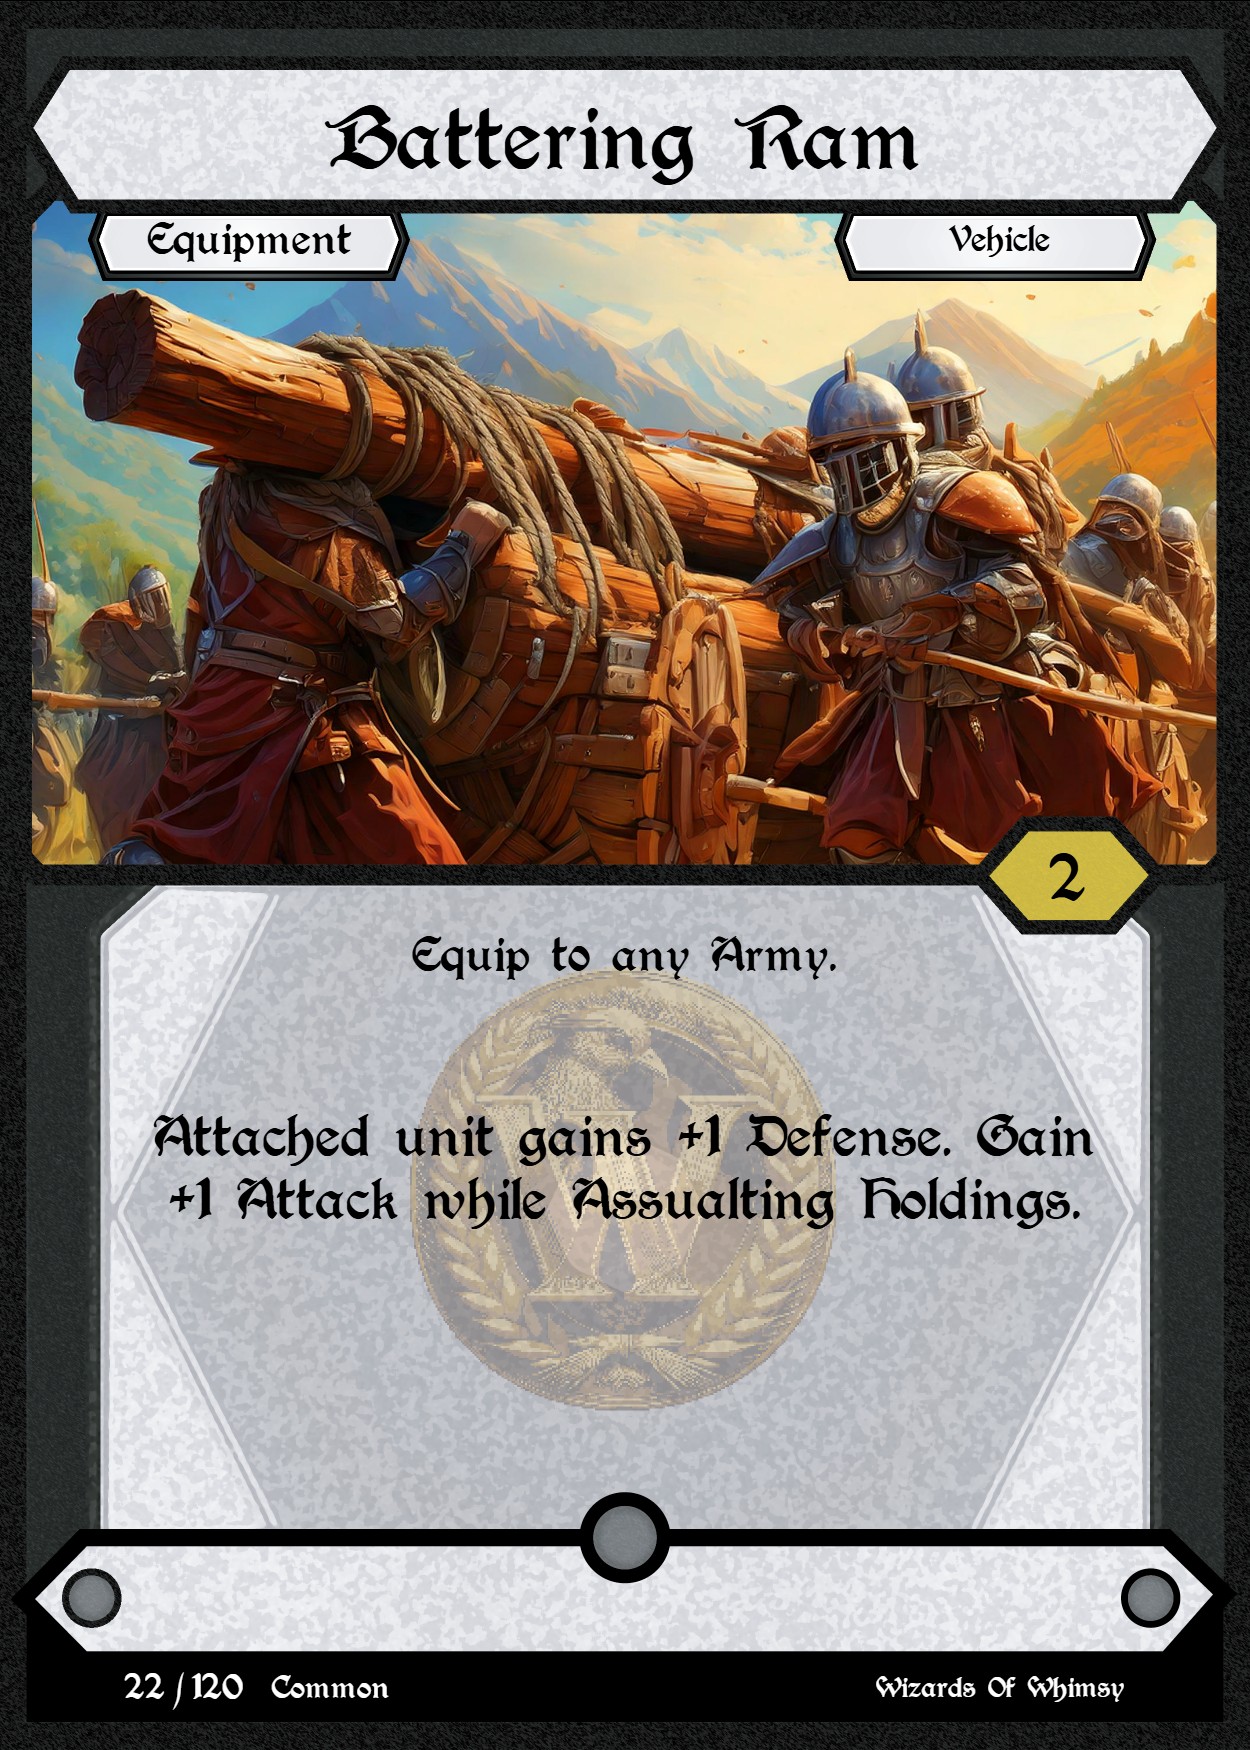 Battering Ram
Equipment
Vehicle
2
Equip to any Army.
Attached unit gains +1 Defense. Gain
+1 Attack while Assualting Holdings.
W
22 / 120 Common
Wizards Of Whimsy